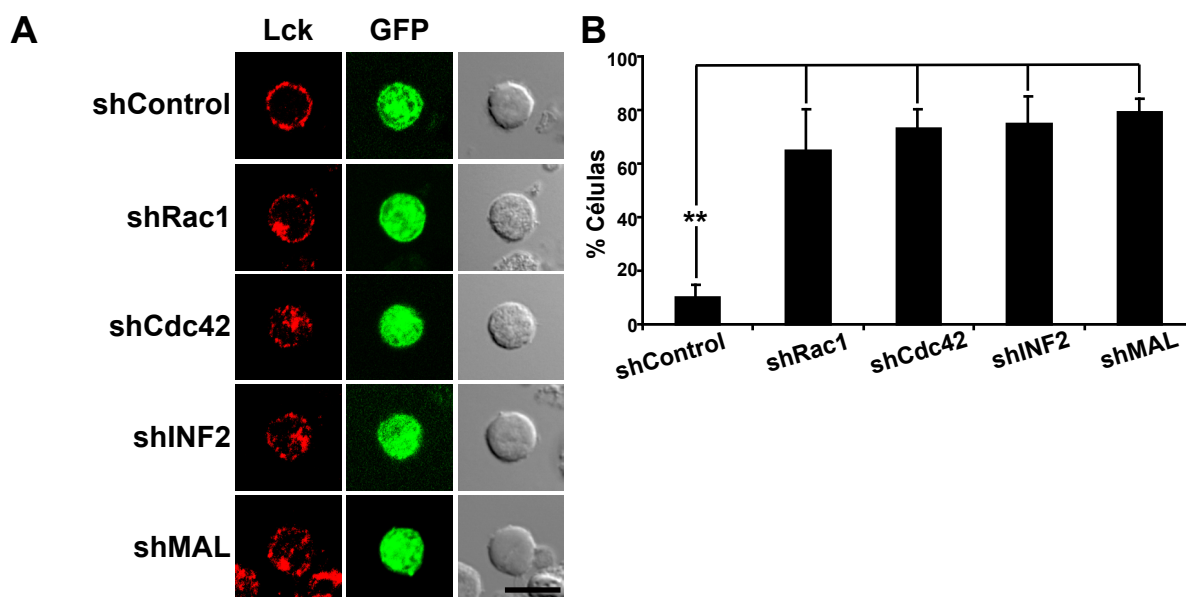 A
Lck GFP
shControl
shRac1
shCdc42
shINF2
shMAL
B
100
80
60
40
20
0
% Células
**
shControl shRac1 shCdc42 shINF2 shMAL